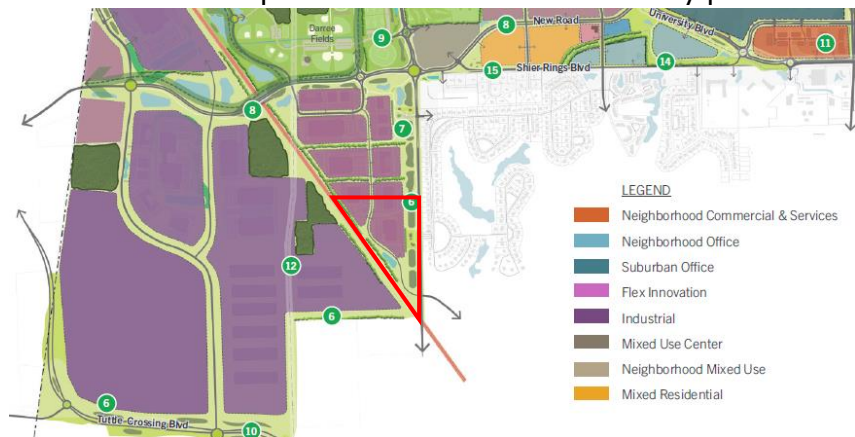 Darree
Fields
9
8
New Road
University Blvd
11
15
Shier-Rings Blvd
14
8
7
6
12
6
6
Tuttle-Crossing Blvd
10
LEGEND
Neighborhood Commercial & Services
Neighborhood Office
Suburban Office
Flex Innovation
Industrial
Mixed Use Center
Neighborhood Mixed Use
Mixed Residential